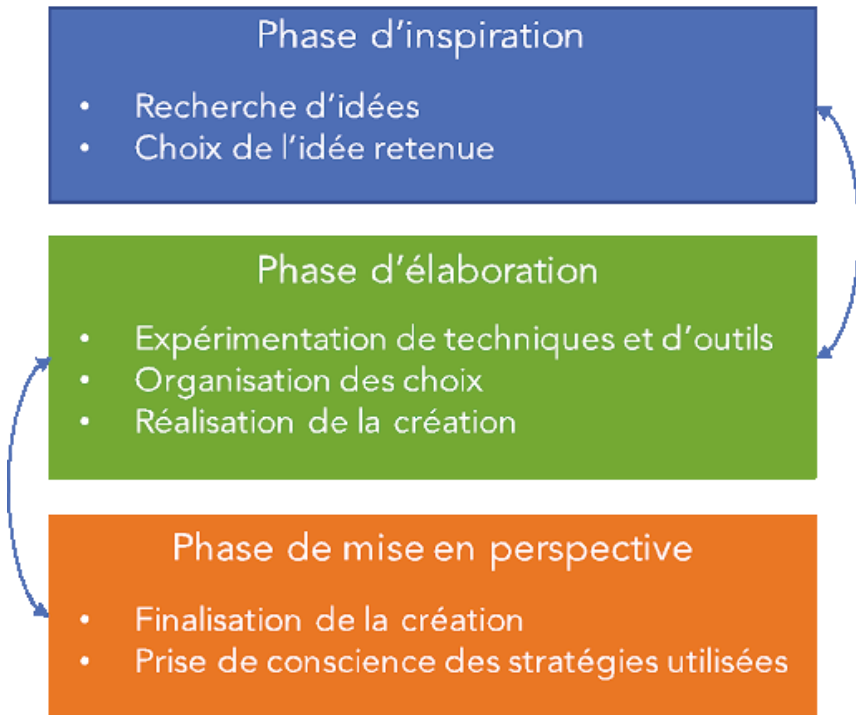 Phase d'inspiration
• Recherche d'idées
• Choix de l'idée retenue
Phase d'élaboration
• Expérimentation de techniques et d'outils
• Organisation des choix
• Réalisation de la création
Phase de mise en perspective
• Finalisation de la création
• Prise de conscience des stratégies utilisées